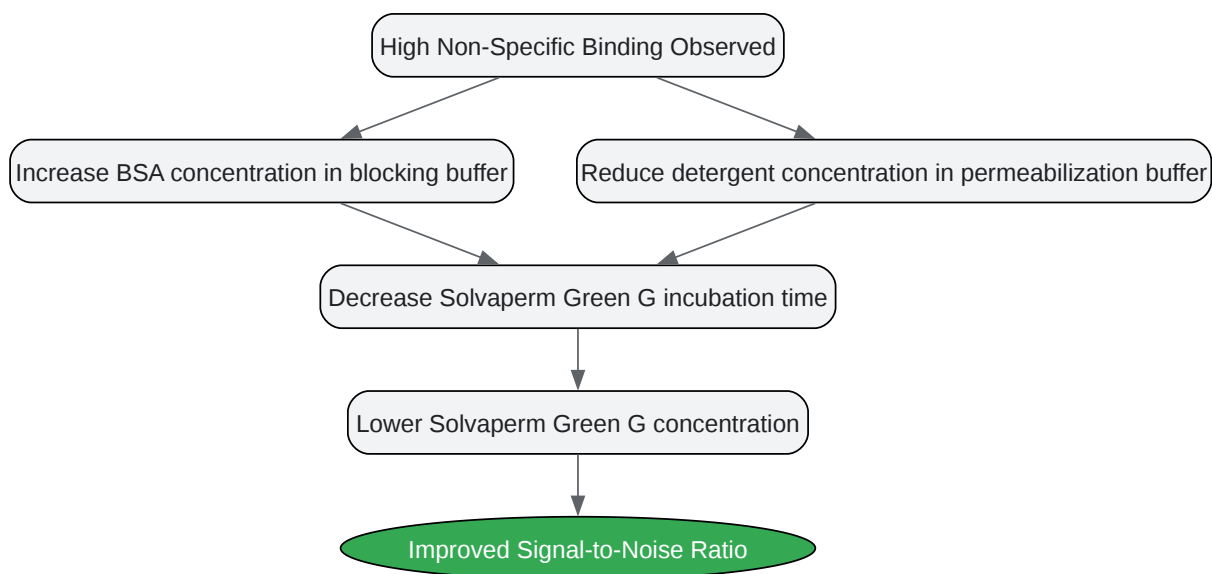 High Non-Specific Binding Observed
Increase BSA concentration in blocking buffer
Reduce detergent concentration in permeabilization buffer
Decrease Solvaperm Green G incubation time
Lower Solvaperm Green G concentration
Improved Signal-to-Noise Ratio